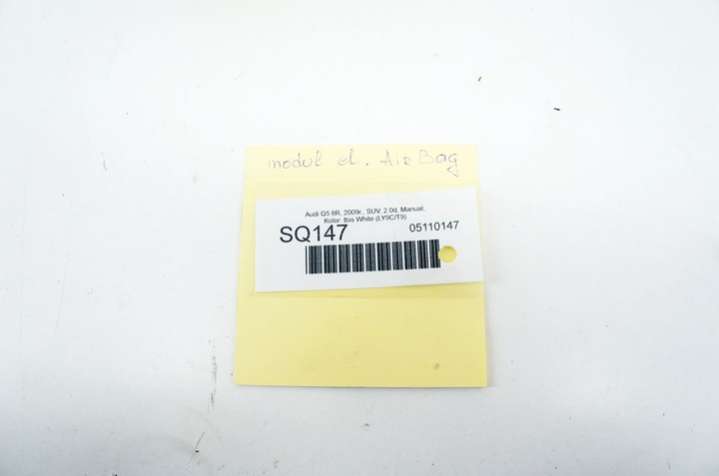 modul el. AirBag
Audi Q5 8R, 2009r., SUV, 2.0d, Manual,
Kolor: Ibis White (LY9C/T9)
SQ147
05110147